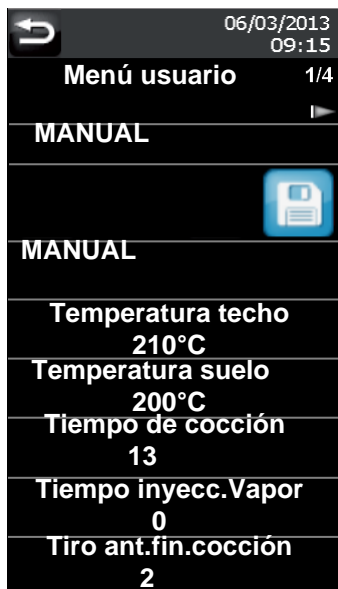 06/03/2013
09:15
Menú usuario 1/4
MANUAL
MANUAL
Temperatura techo
210°C
Temperatura suelo
200°C
Tiempo de cocción
13
Tiempo inyecc.Vapor
0
Tiro ant.fin.cocción
2